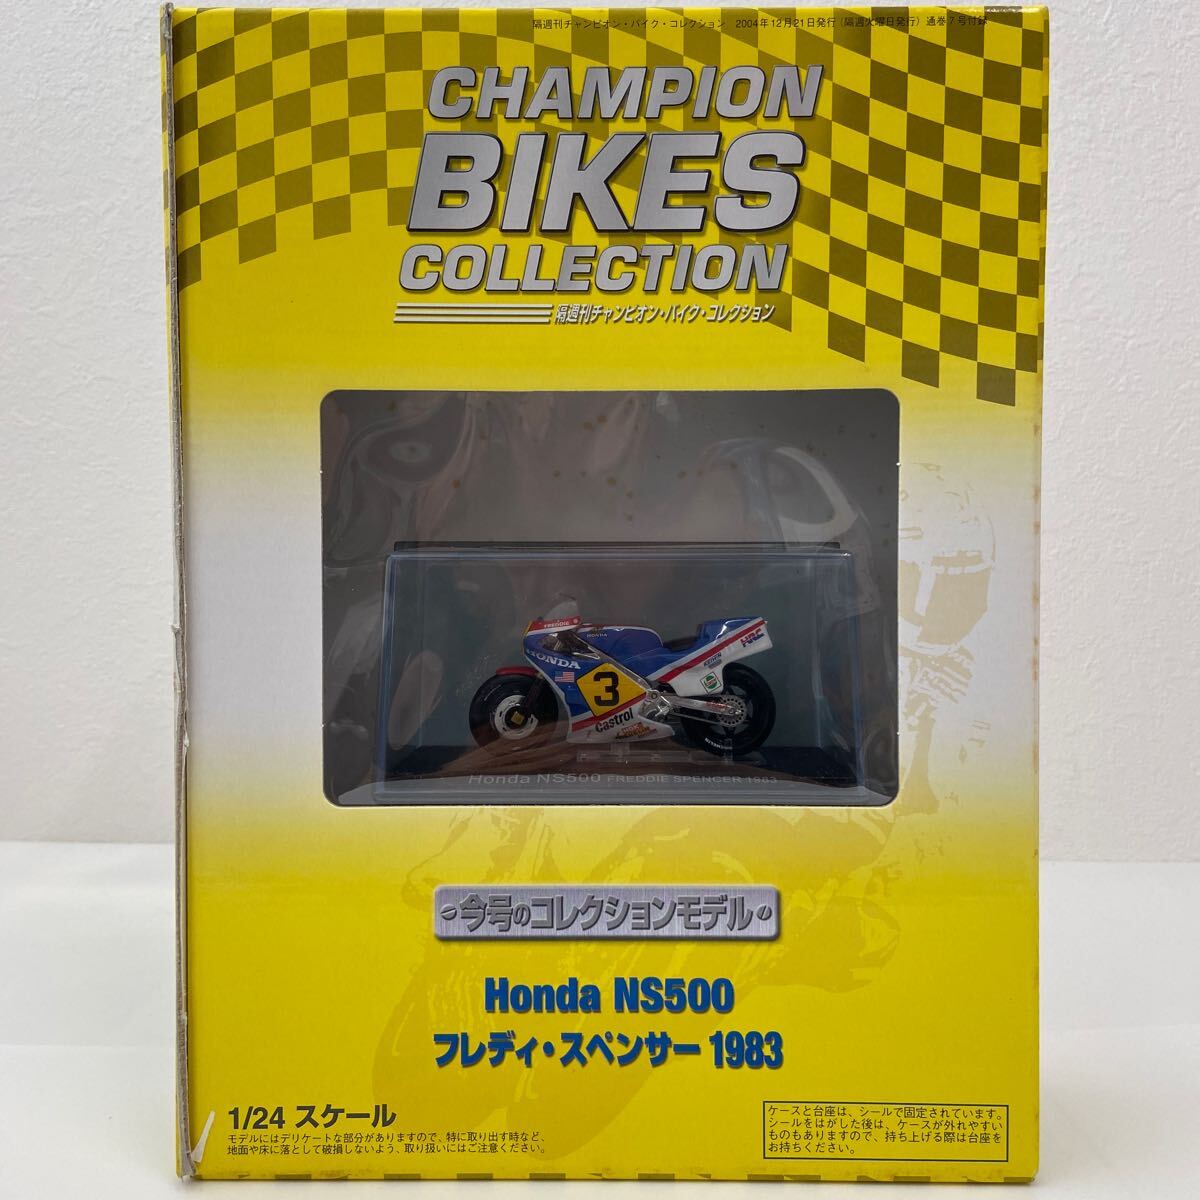 隔週刊チャンピオン・バイク・コレクション 2004年12月21日発行（隔週火曜日発行）通巻7号付録
CHAMPION
BIKES
COLLECTION
隔週刊チャンピオン・バイク・コレクション
FREDDIE
HONDA
HONDA
HRC
3
Castrol
MICHELIN
Honda NS500 FREDDIE SPENCER 1983
今号のコレクションモデル
Honda NS500
フレディ・スペンサー 1983
1/24 スケール
モデルにはデリケートな部分がありますので、特に取り出す時など、
地面や床に落として破損しないよう、取り扱いにはご注意ください。
ケースと台座は、シールで固定されています。
シールをはがした後は、ケースが外れやすい
ものもありますので、持ち上げる際は台座を
お持ちください。